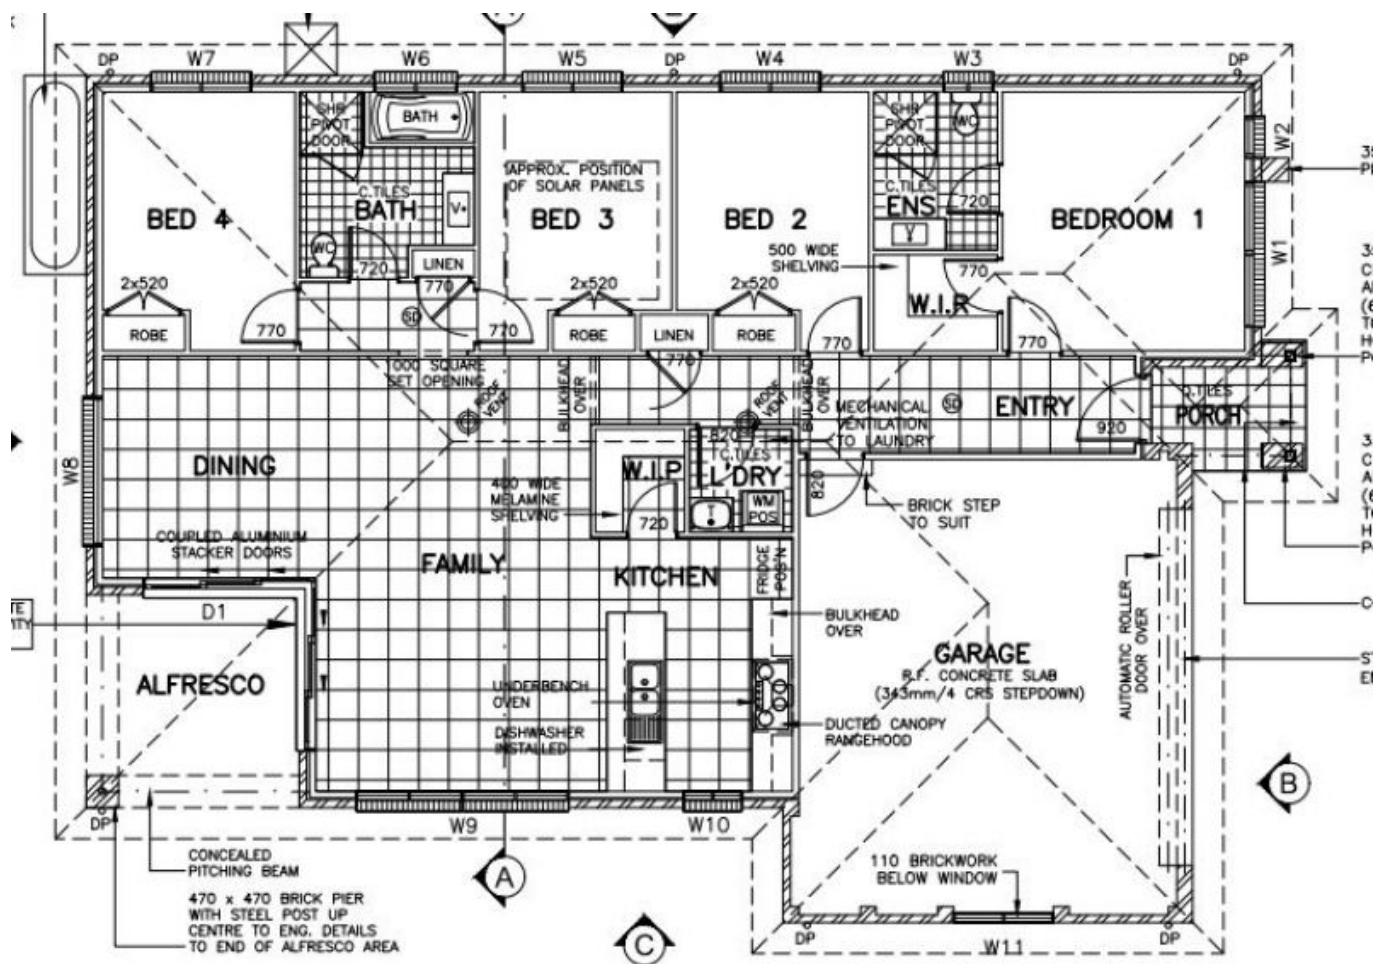 DP
W7
W6
W5
DP
W4
W3
DP
SHR
PIVOT
DOOR
BATH
SHR
PIVOT
DOOR
WC
W2
APPROX. POSITION
OF SOLAR PANELS
C.TILES
BATH
V
BED 4
BED 3
BED 2
C.TILES
ENS
V
720
BEDROOM 1
WC
720
LINEN
500 WIDE
SHELVING
W1
2x520
770
2x520
2x520
770
W.I.R
SD
ROBE
770
770
ROBE
LINEN
ROBE
770
770
1000 SQUARE
SET OPENING
BULKHEAD
OVER
770
BULKHEAD
OVER
C.TILES
PORCH
ROOF
VENT
ROOF
VENT
MECHANICAL
VENTILATION
TO LAUNDRY
SD
ENTRY
920
820
C.TILES
L'DRY
W8
DINING
W.I.P
400 WIDE
MELAMINE
SHELVING
T
WM
POS
820
BRICK STEP
TO SUIT
720
COUPLED ALUMINIUM
STACKER DOORS
FAMILY
KITCHEN
FRIDGE
POS'N
D1
BULKHEAD
OVER
AUTOMATIC ROLLER
DOOR OVER
ALFRESCO
GARAGE
R.F. CONCRETE SLAB
(343mm/4 CRS STEPDOWN)
UNDERBENCH
OVEN
DISHWASHER
INSTALLED
DUCTED CANOPY
RANGEHOOD
B
DP
W9
W10
CONCEALED
PITCHING BEAM
A
110 BRICKWORK
BELOW WINDOW
470 x 470 BRICK PIER
WITH STEEL POST UP
CENTRE TO ENG. DETAILS
TO END OF ALFRESCO AREA
C
DP
W11
DP